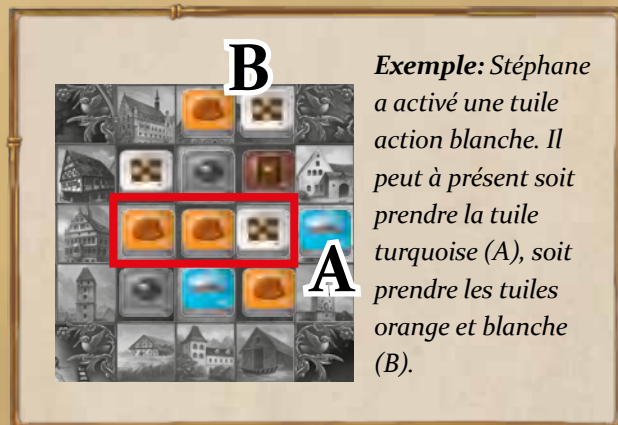 B
Exemple: Stéphane
a activé une tuile
action blanche. Il
peut à présent soit
prendre la tuile
turquoise (A), soit
prendre les tuiles
orange et blanche
(B).
A